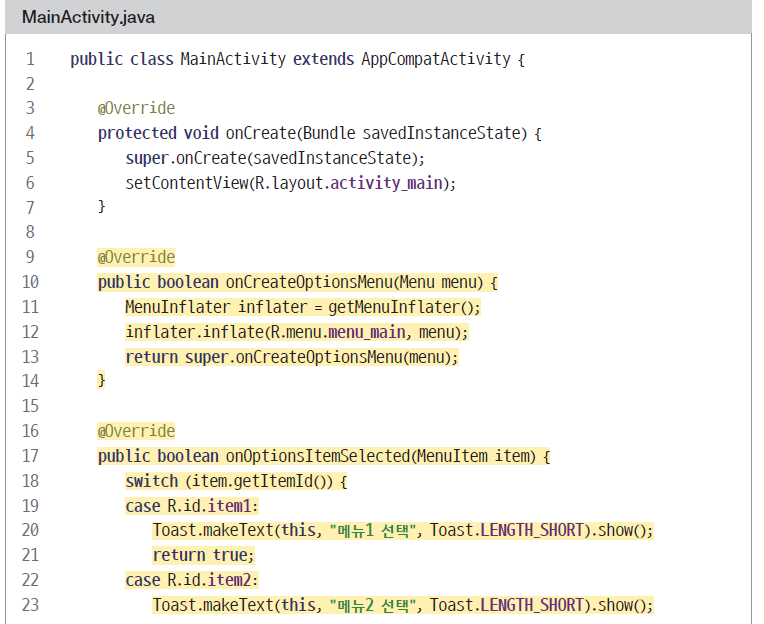 MainActivity.java
1 public class MainActivity extends AppCompatActivity {
2
3 @Override
4 protected void onCreate(Bundle savedInstanceState) {
5 super.onCreate(savedInstanceState);
6 setContentView(R.layout.activity_main);
7 }
8
9 @Override
10 public boolean onCreateOptionsMenu(Menu menu) {
11 MenuInflater inflater = getMenuInflater();
12 inflater.inflate(R.menu.menu_main, menu);
13 return super.onCreateOptionsMenu(menu);
14 }
15
16 @Override
17 public boolean onOptionsItemSelected(MenuItem item) {
18 switch (item.getItemId()) {
19 case R.id.item1:
20 Toast.makeText(this, "메뉴1 선택", Toast.LENGTH_SHORT).show();
21 return true;
22 case R.id.item2:
23 Toast.makeText(this, "메뉴2 선택", Toast.LENGTH_SHORT).show();